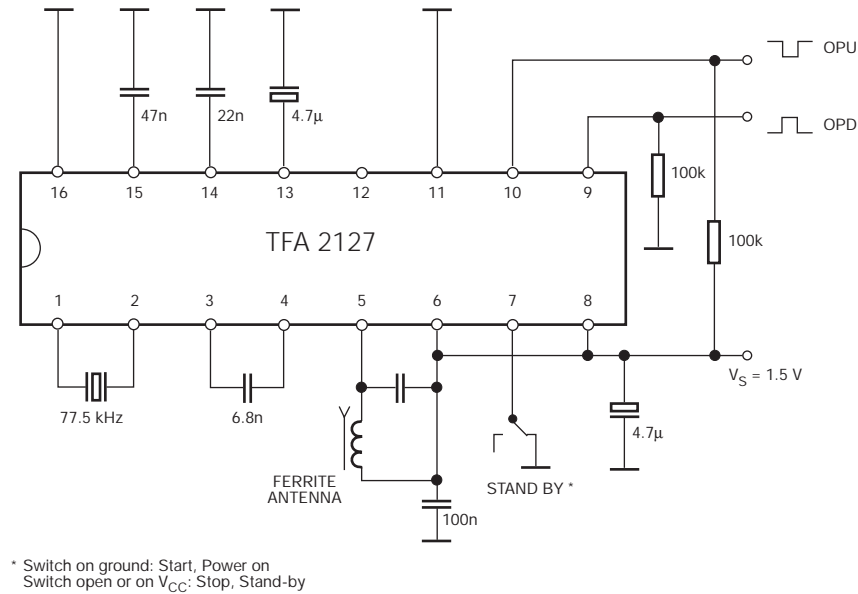 OPU
47n
22n
4.7µ
OPD
100k
16
15
14
13
12
11
10
9
TFA 2127
100k
1
2
3
4
5
6
7
8
V_S = 1.5 V
77.5 kHz
6.8n
4.7µ
FERRITE
ANTENNA
STAND BY *
100n
* Switch on ground: Start, Power on
Switch open or on V_CC: Stop, Stand-by